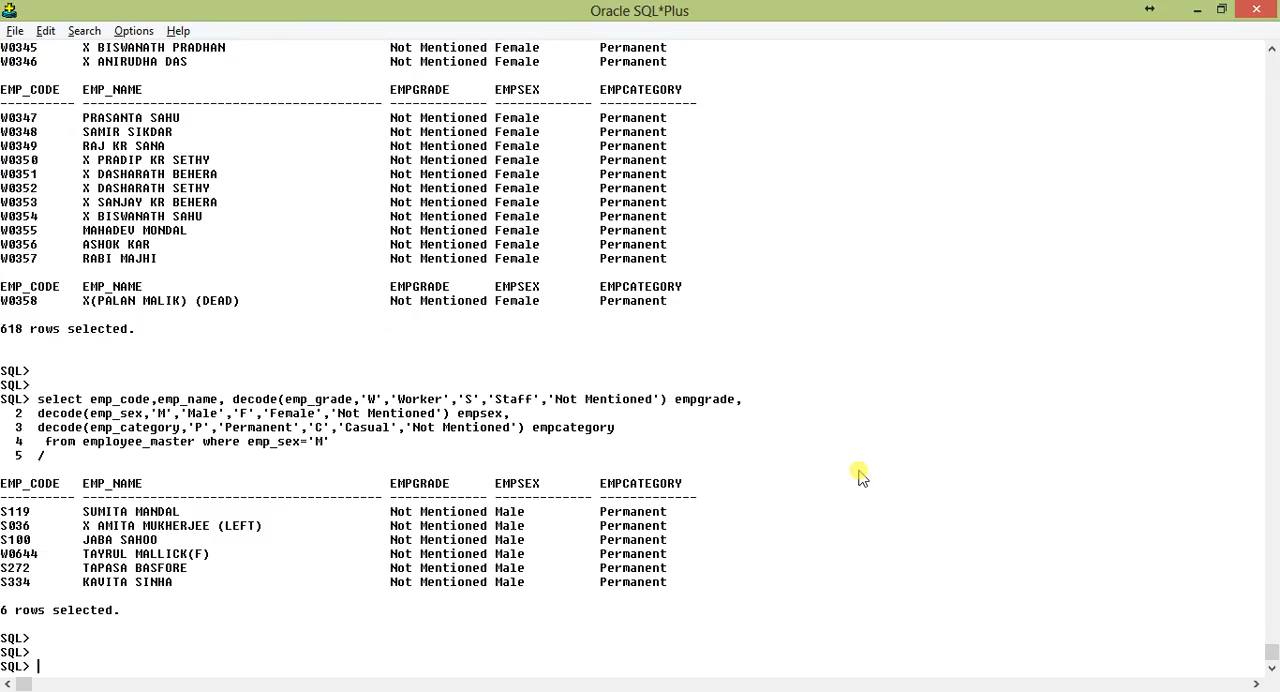 Oracle SQL*Plus
File Edit Search Options Help
W0345 X BISWANATH PRADHAN Not Mentioned Female Permanent
W0346 X ANIRUDHA DAS Not Mentioned Female Permanent
EMP_CODE EMP_NAME EMPGRADE EMPSEX EMPCATEGORY
---------- ---------------------------------------- ------------- ------------- -------------
W0347 PRASANTA SAHU Not Mentioned Female Permanent
W0348 SAMIR SIKDAR Not Mentioned Female Permanent
W0349 RAJ KR SANA Not Mentioned Female Permanent
W0350 X PRADIP KR SETHY Not Mentioned Female Permanent
W0351 X DASHARATH BEHERA Not Mentioned Female Permanent
W0352 X DASHARATH SETHY Not Mentioned Female Permanent
W0353 X SANJAY KR BEHERA Not Mentioned Female Permanent
W0354 X BISWANATH SAHU Not Mentioned Female Permanent
W0355 MAHADEV MONDAL Not Mentioned Female Permanent
W0356 ASHOK KAR Not Mentioned Female Permanent
W0357 RABI MAJHI Not Mentioned Female Permanent
EMP_CODE EMP_NAME EMPGRADE EMPSEX EMPCATEGORY
W0358 X(PALAN MALIK) (DEAD) Not Mentioned Female Permanent
618 rows selected.
SQL>
SQL>
SQL> select emp_code,emp_name, decode(emp_grade,'W','Worker','S','Staff','Not Mentioned') empgrade,
2 decode(emp_sex,'M','Male','F','Female','Not Mentioned') empsex,
3 decode(emp_category,'P','Permanent','C','Casual','Not Mentioned') empcategory
4 from employee_master where emp_sex='M'
5 /
EMP_CODE EMP_NAME EMPGRADE EMPSEX EMPCATEGORY
---------- ---------------------------------------- ------------- ------------- -------------
S119 SUMITA MANDAL Not Mentioned Male Permanent
S036 X AMITA MUKHERJEE (LEFT) Not Mentioned Male Permanent
S100 JABA SAHOO Not Mentioned Male Permanent
W0644 TAYRUL MALLICK(F) Not Mentioned Male Permanent
S272 TAPASA BASFORE Not Mentioned Male Permanent
S334 KAVITA SINHA Not Mentioned Male Permanent
6 rows selected.
SQL>
SQL>
SQL>